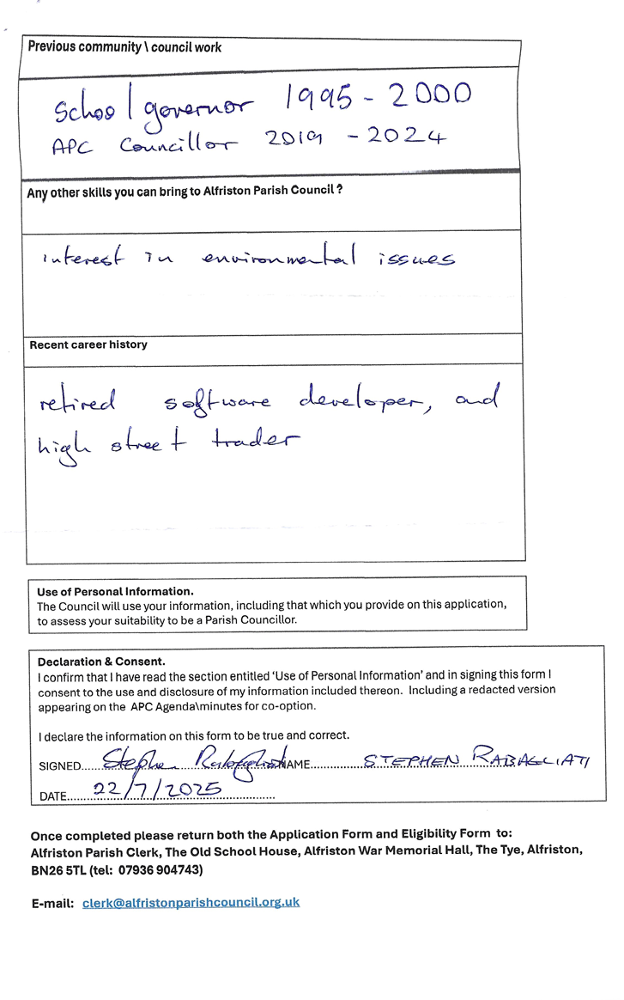 Previous community \ council work
School governor 1995 - 2000
APC Councillor 2019 - 2024
Any other skills you can bring to Alfriston Parish Council ?
interest in environmental issues
Recent career history
retired software developer, and
high street trader
Use of Personal Information.
The Council will use your information, including that which you provide on this application,
to assess your suitability to be a Parish Councillor.
Declaration & Consent.
I confirm that I have read the section entitled ‘Use of Personal Information’ and in signing this form I
consent to the use and disclosure of my information included thereon. Including a redacted version
appearing on the APC Agenda\minutes for co-option.
I declare the information on this form to be true and correct.
SIGNED...... Stephen Rabagliati NAME................ STEPHEN RABAGLIATI
DATE...... 22/7/2025
Once completed please return both the Application Form and Eligibility Form to:
Alfriston Parish Clerk, The Old School House, Alfriston War Memorial Hall, The Tye, Alfriston,
BN26 5TL (tel: 07936 904743)
E-mail: clerk@alfristonparishcouncil.org.uk